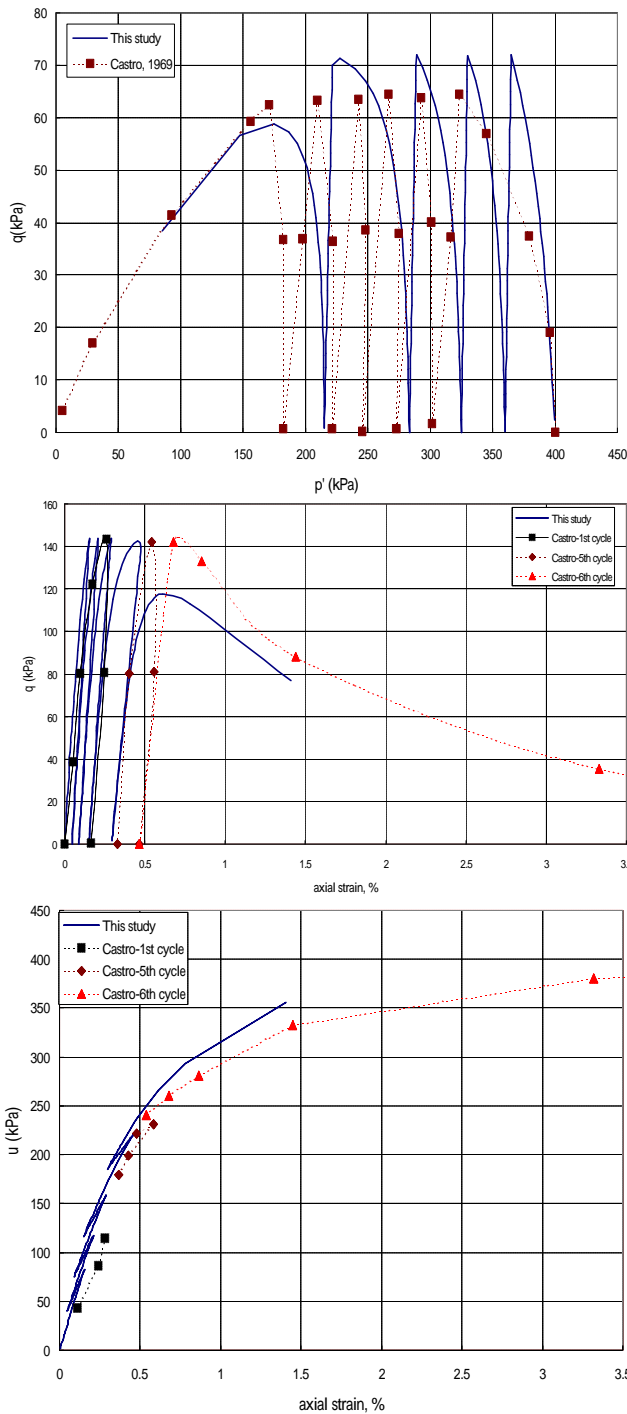 80
70
60
50
40
30
20
10
0
q(kPa)
This study
Castro, 1969
0 50 100 150 200 250 300 350 400 450
p' (kPa)
160
140
120
100
80
60
40
20
0
q (kPa)
This study
Castro-1st cycle
Castro-5th cycle
Castro-6th cycle
0 0.5 1 1.5 2 2.5 3 3.5
axial strain, %
450
400
350
300
250
200
150
100
50
0
u (kPa)
This study
Castro-1st cycle
Castro-5th cycle
Castro-6th cycle
0 0.5 1 1.5 2 2.5 3 3.5
axial strain, %